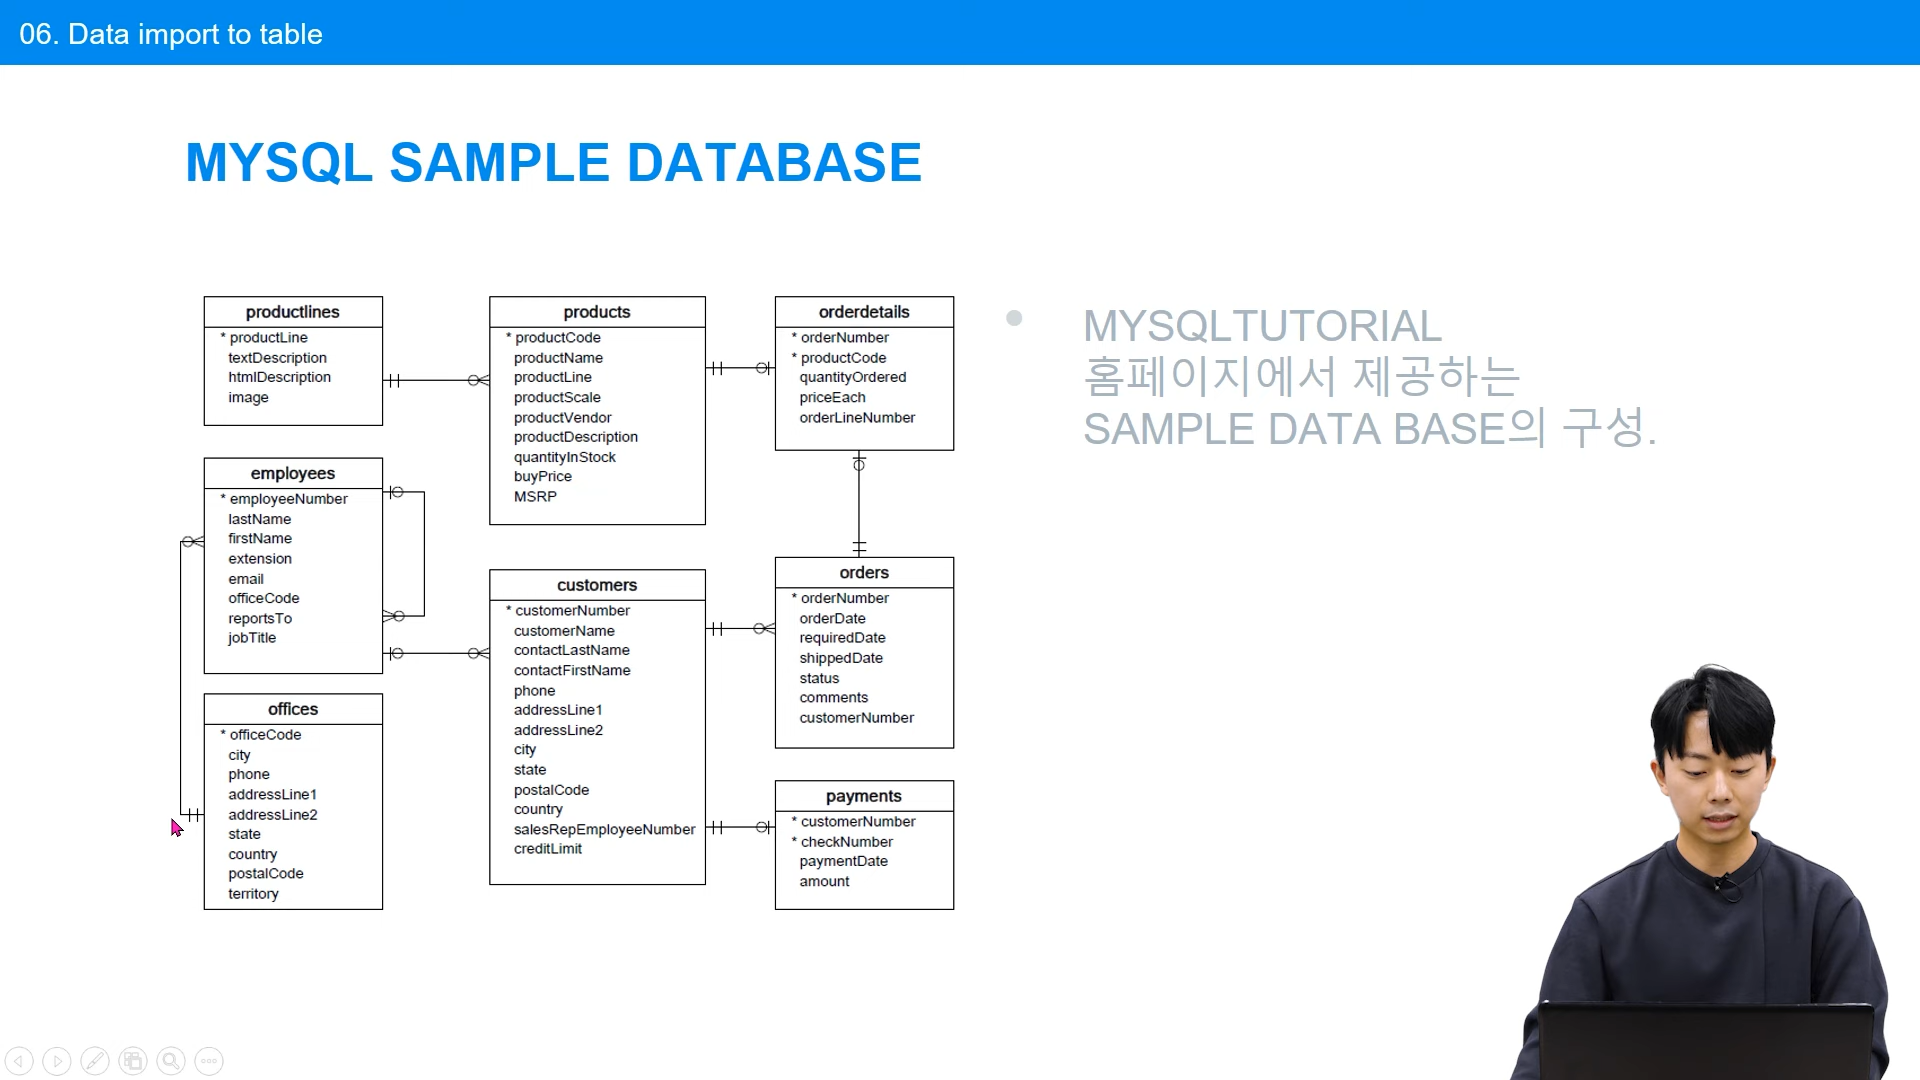 06. Data import to table
MYSQL SAMPLE DATABASE
productlines
* productLine
textDescription
htmlDescription
image
products
* productCode
productName
productLine
productScale
productVendor
productDescription
quantityInStock
buyPrice
MSRP
orderdetails
* orderNumber
* productCode
quantityOrdered
priceEach
orderLineNumber
employees
* employeeNumber
lastName
firstName
extension
email
officeCode
reportsTo
jobTitle
customers
* customerNumber
customerName
contactLastName
contactFirstName
phone
addressLine1
addressLine2
city
state
postalCode
country
salesRepEmployeeNumber
creditLimit
orders
* orderNumber
orderDate
requiredDate
shippedDate
status
comments
customerNumber
offices
* officeCode
city
phone
addressLine1
addressLine2
state
country
postalCode
territory
payments
* customerNumber
* checkNumber
paymentDate
amount
MYSQLTUTORIAL
홈페이지에서 제공하는
SAMPLE DATA BASE의 구성.